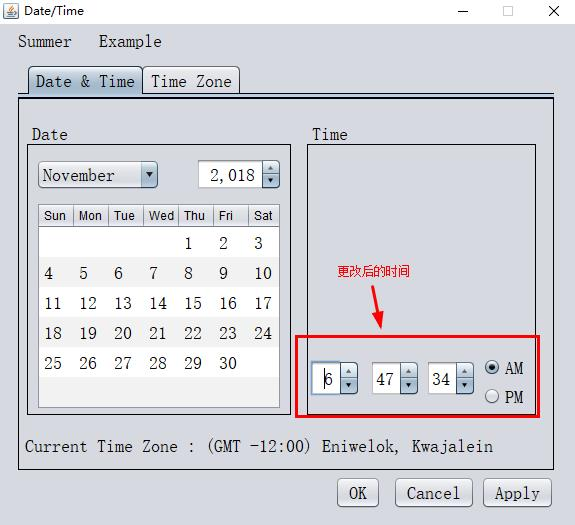 Date/Time
Summer Example
Date & Time Time Zone
Date Time
November 2,018
Sun Mon Tue Wed Thu Fri Sat
1 2 3
4 5 6 7 8 9 10
11 12 13 14 15 16 17
18 19 20 21 22 23 24
25 26 27 28 29 30
更改后的时间
6 47 34 AM
PM
Current Time Zone : (GMT -12:00) Eniwelok, Kwajalein
OK Cancel Apply